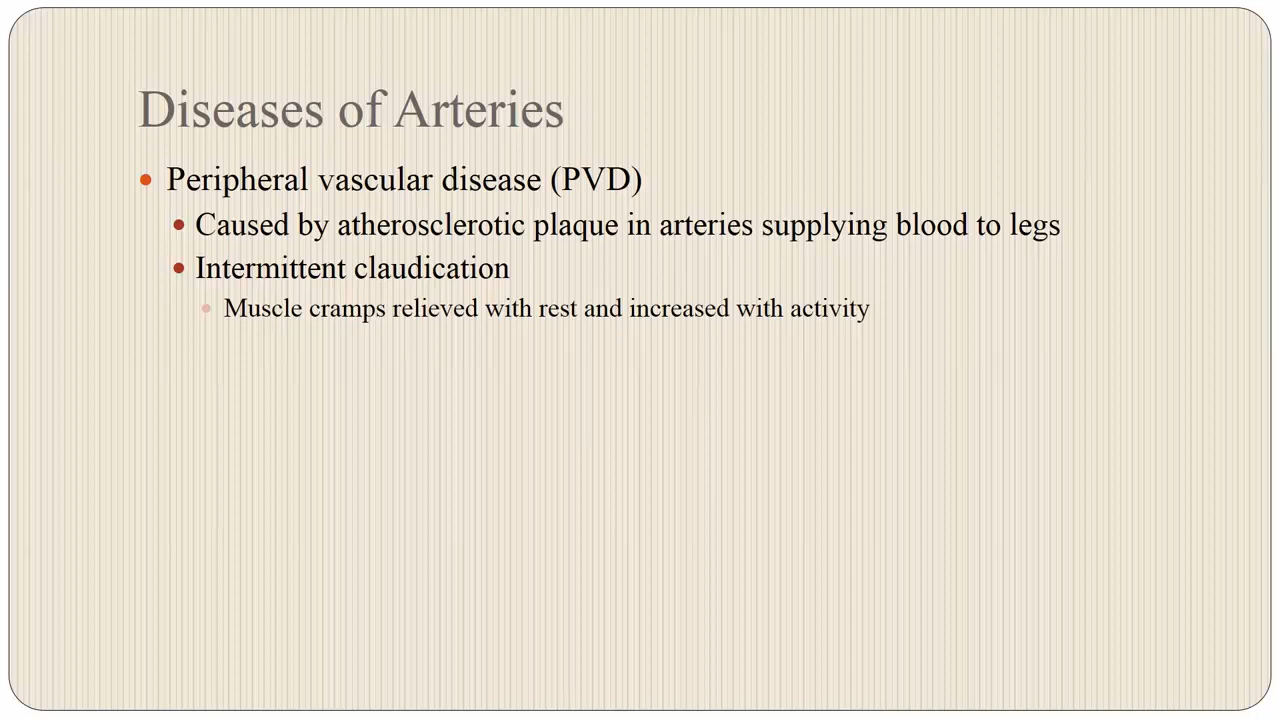 Diseases of Arteries
• Peripheral vascular disease (PVD)
• Caused by atherosclerotic plaque in arteries supplying blood to legs
• Intermittent claudication
• Muscle cramps relieved with rest and increased with activity